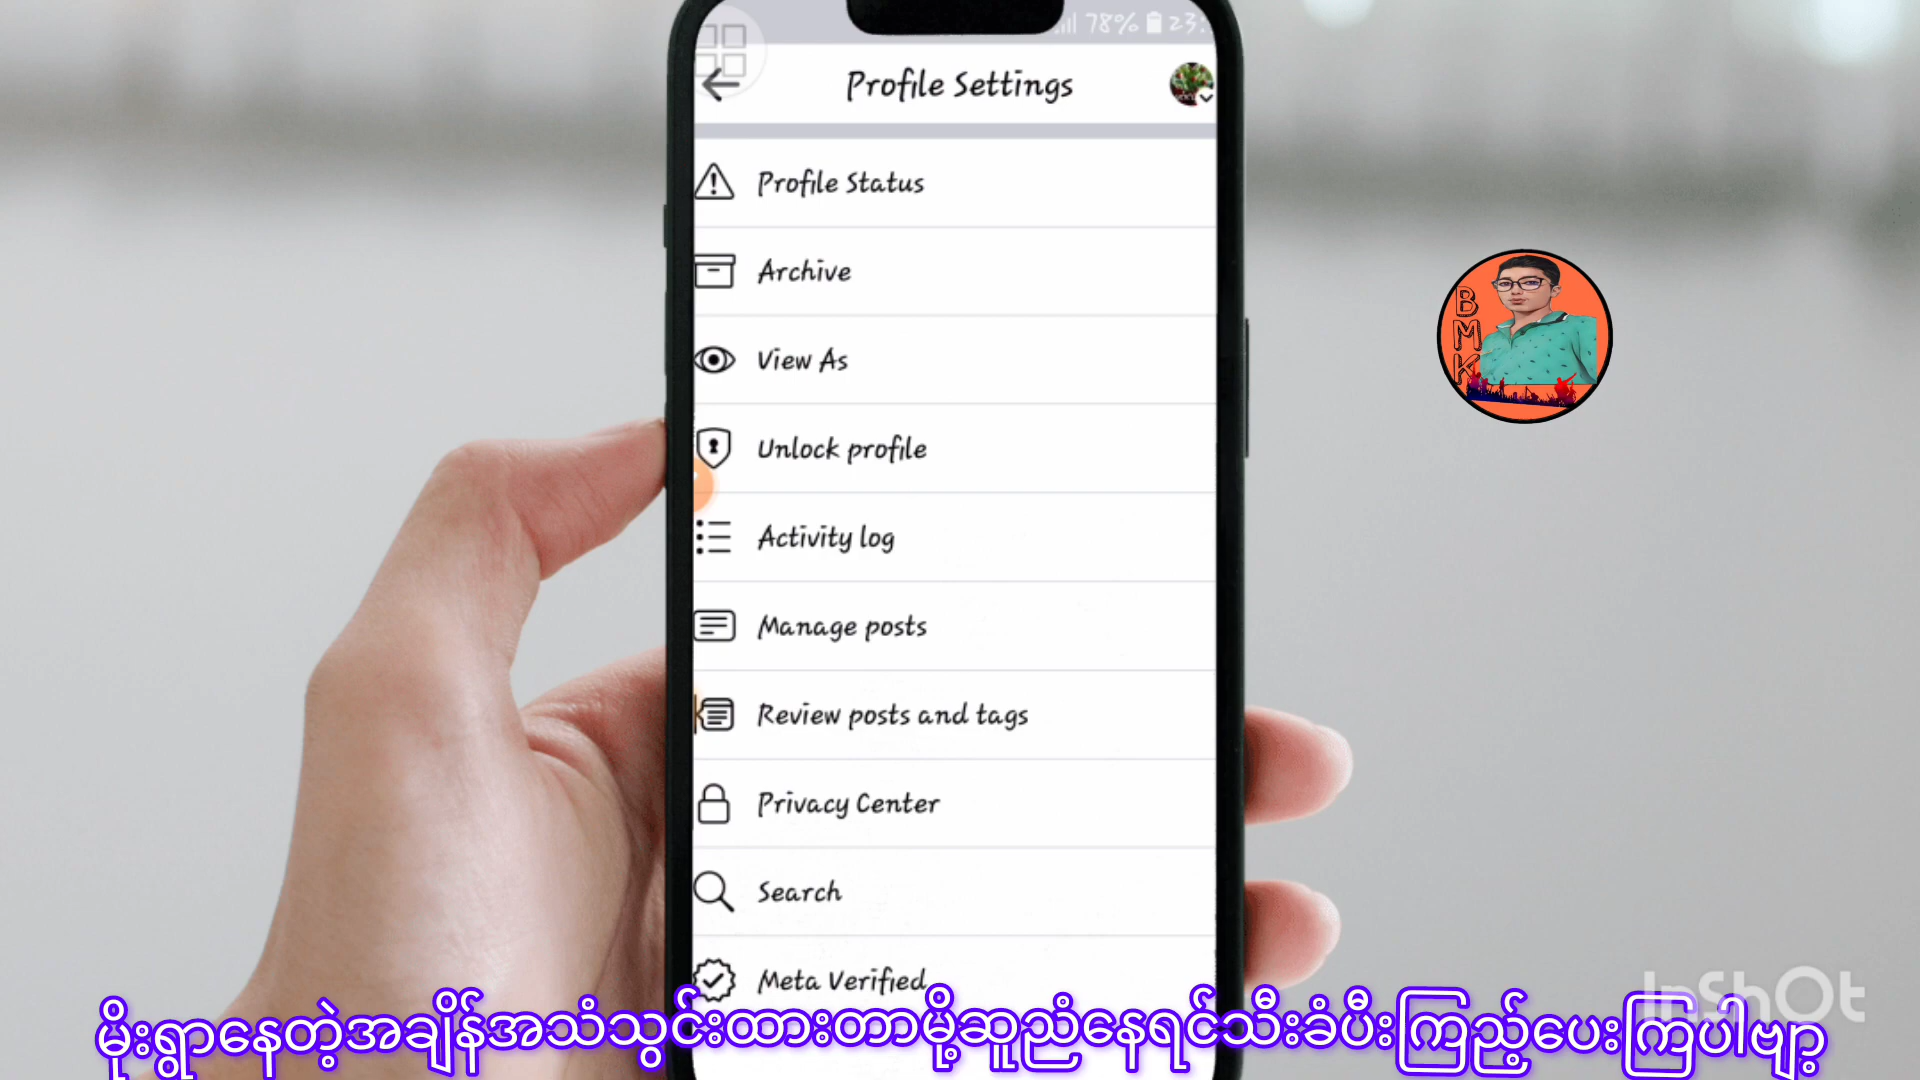 78% 23:
Profile Settings
Profile Status
Archive
View As
Unlock profile
Activity log
Manage posts
Review posts and tags
Privacy Center
Search
Meta Verified
B
M
K
InShOt
မိုးရွာနေတဲ့အချိန်အသံသွင်းထားတာမို့ဆူညံနေရင်သီးခံပီးကြည့်ပေးကြပါဗျာ့